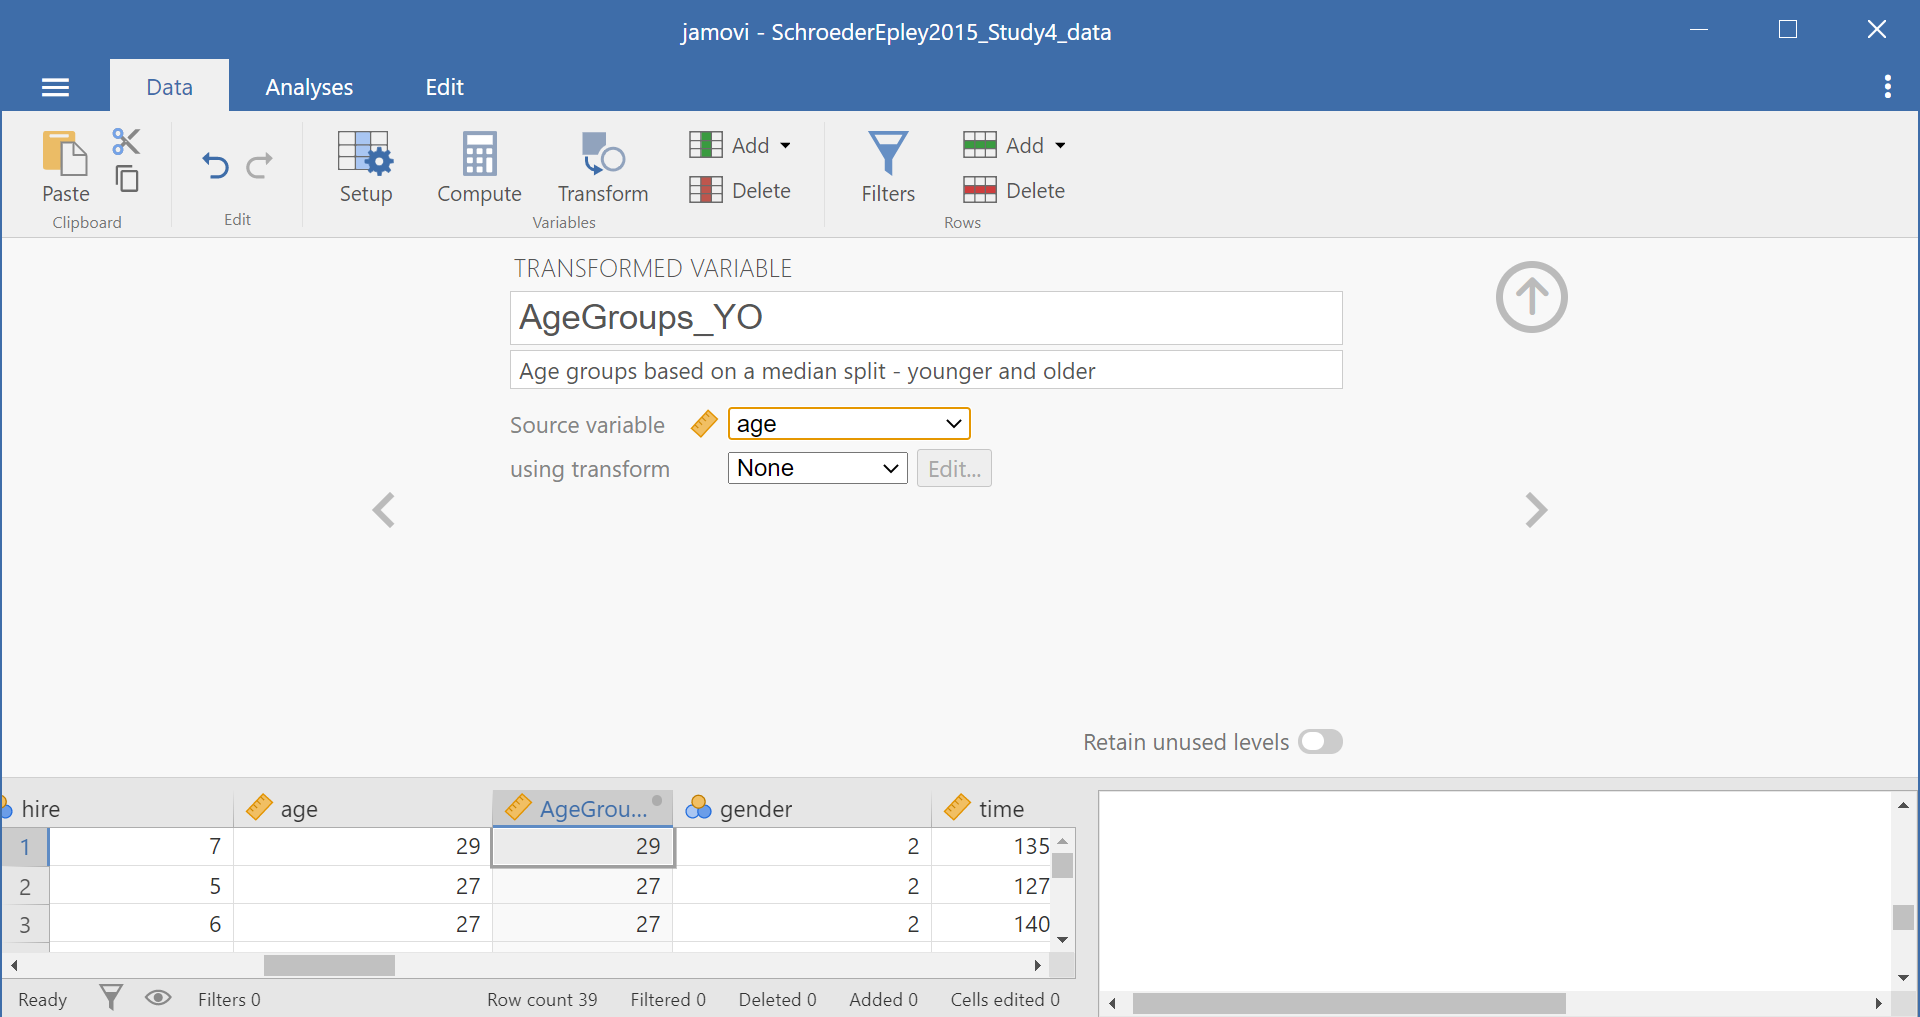 jamovi - SchroederEpley2015_Study4_data
Data Analyses Edit
Paste
Clipboard
Edit
Setup
Compute
Transform
Add
Delete
Variables
Filters
Add
Delete
Rows
TRANSFORMED VARIABLE
AgeGroups_YO
Age groups based on a median split - younger and older
Source variable age
using transform None Edit...
Retain unused levels
hire age AgeGrou... gender time
1 7 29 29 2 135
2 5 27 27 2 127
3 6 27 27 2 140
Ready Filters 0 Row count 39 Filtered 0 Deleted 0 Added 0 Cells edited 0